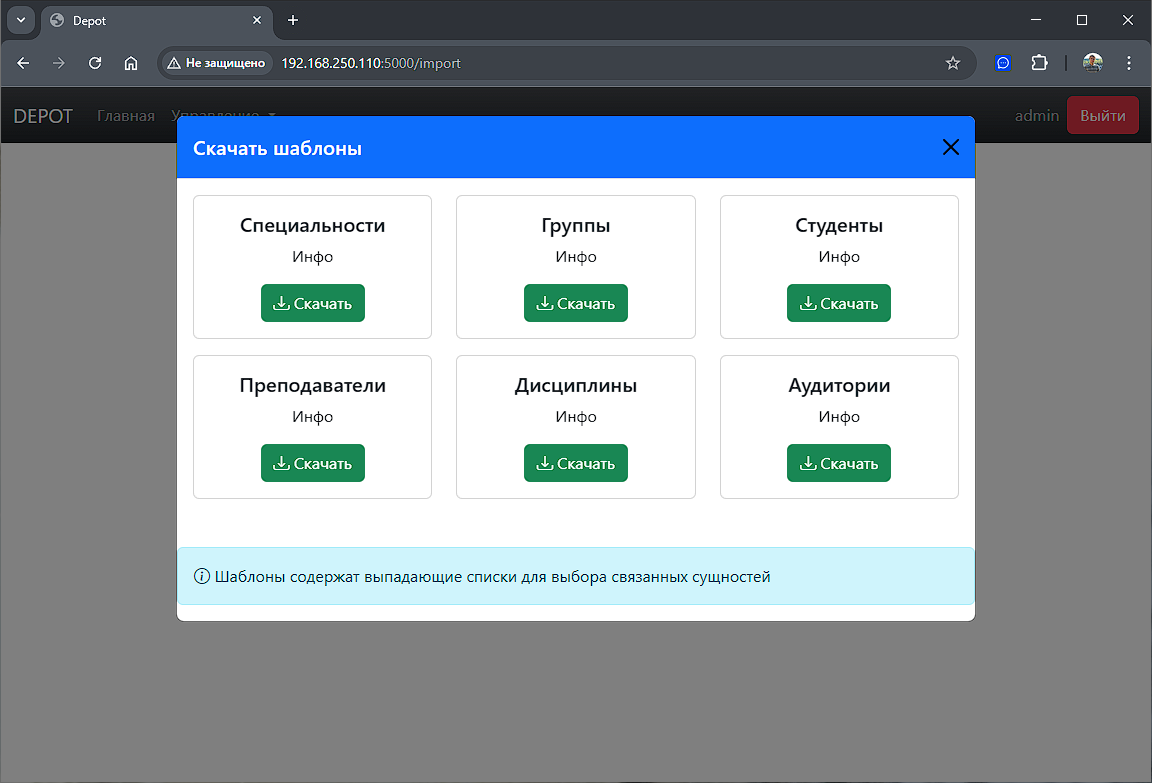 Depot
Не защищено 192.168.250.110:5000/import
DEPOT Главная Управление admin Выйти
Скачать шаблоны
Специальности Группы Студенты
Инфо Инфо Инфо
Скачать Скачать Скачать
Преподаватели Дисциплины Аудитории
Инфо Инфо Инфо
Скачать Скачать Скачать
Шаблоны содержат выпадающие списки для выбора связанных сущностей